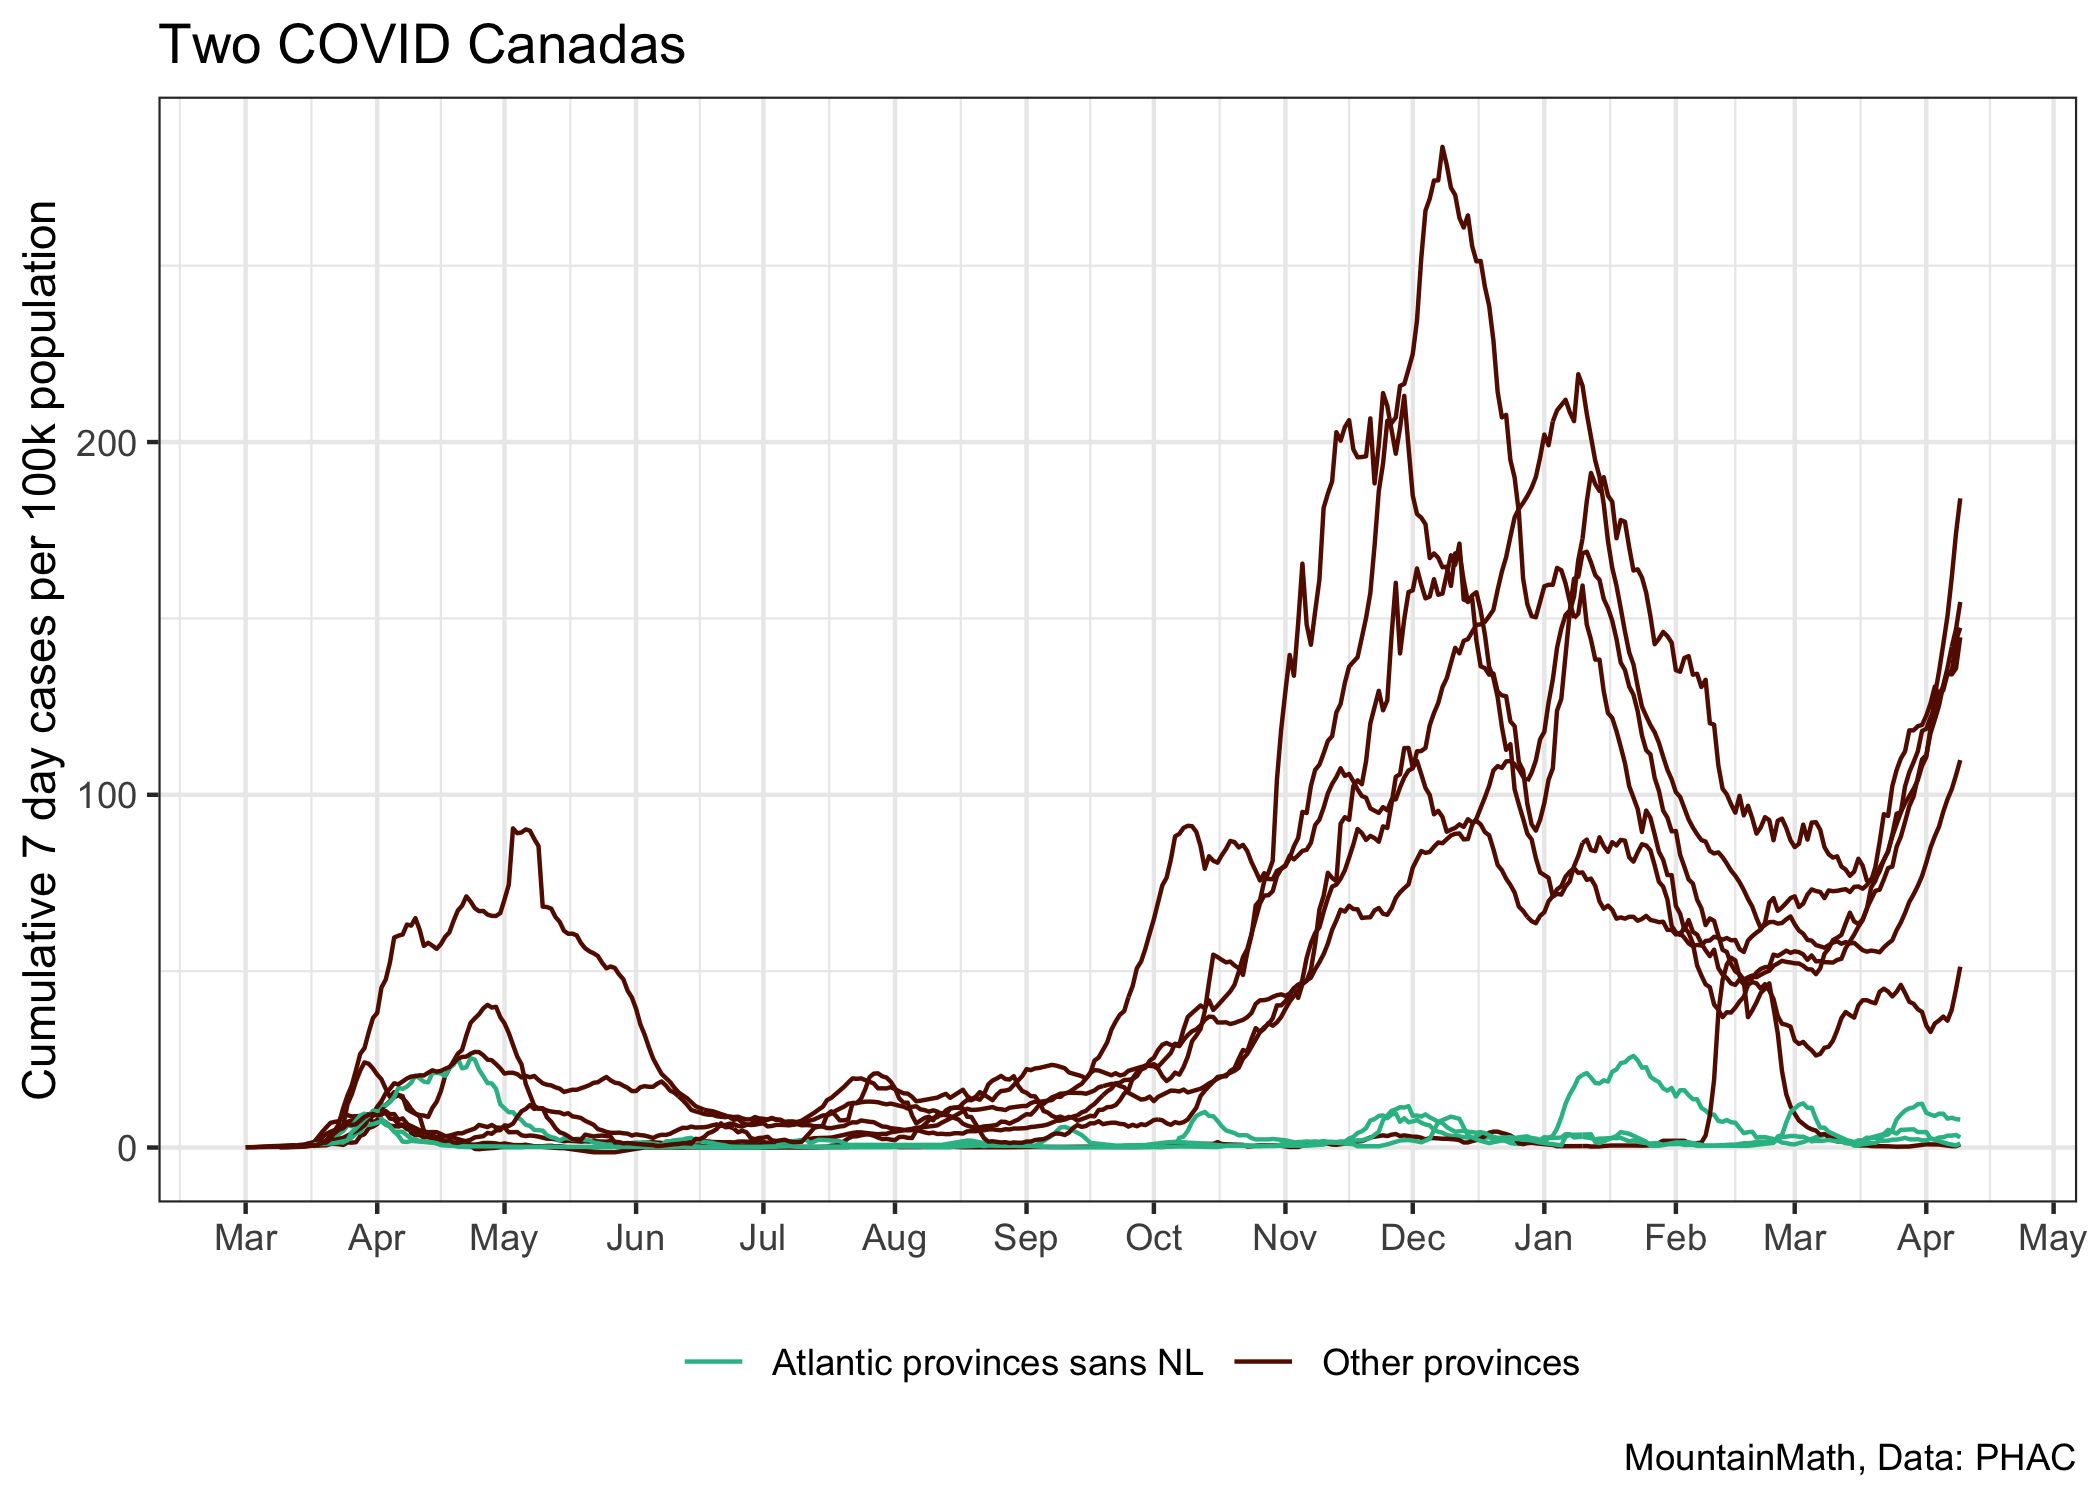 Two COVID Canadas
Cumulative 7 day cases per 100k population
200
100
0
Mar Apr May Jun Jul Aug Sep Oct Nov Dec Jan Feb Mar Apr May
Atlantic provinces sans NL Other provinces
MountainMath, Data: PHAC